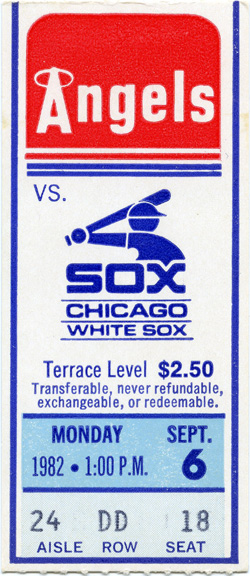 Angels
VS.
SOX
CHICAGO
WHITE SOX
Terrace Level $2.50
Transferable, never refundable,
exchangeable, or redeemable.
MONDAY SEPT.
1982 • 1:00 P.M. 6
24 DD 18
AISLE ROW SEAT